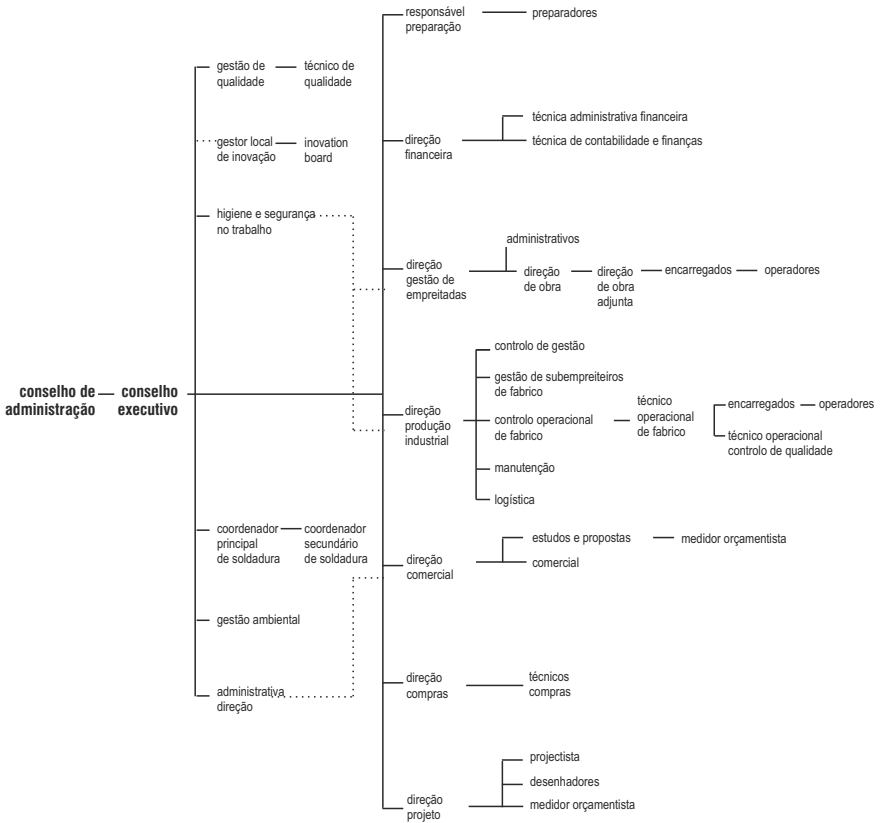 conselho de
administração
conselho
executivo
gestão de
qualidade
técnico de
qualidade
gestor local
de inovação
inovation
board
higiene e segurança
no trabalho
coordenador
principal
de soldadura
coordenador
secundário
de soldadura
gestão ambiental
administrativa
direção
responsável
preparação
preparadores
direção
financeira
técnica administrativa financeira
técnica de contabilidade e finanças
direção
gestão de
empreitadas
administrativos
direção
de obra
direção
de obra
adjunta
encarregados
operadores
direção
produção
industrial
controlo de gestão
gestão de subempreiteiros
de fabrico
controlo operacional
de fabrico
técnico
operacional
de fabrico
encarregados
operadores
técnico operacional
controlo de qualidade
manutenção
logística
direção
comercial
estudos e propostas
medidor orçamentista
comercial
direção
compras
técnicos
compras
direção
projeto
projectista
desenhadores
medidor orçamentista